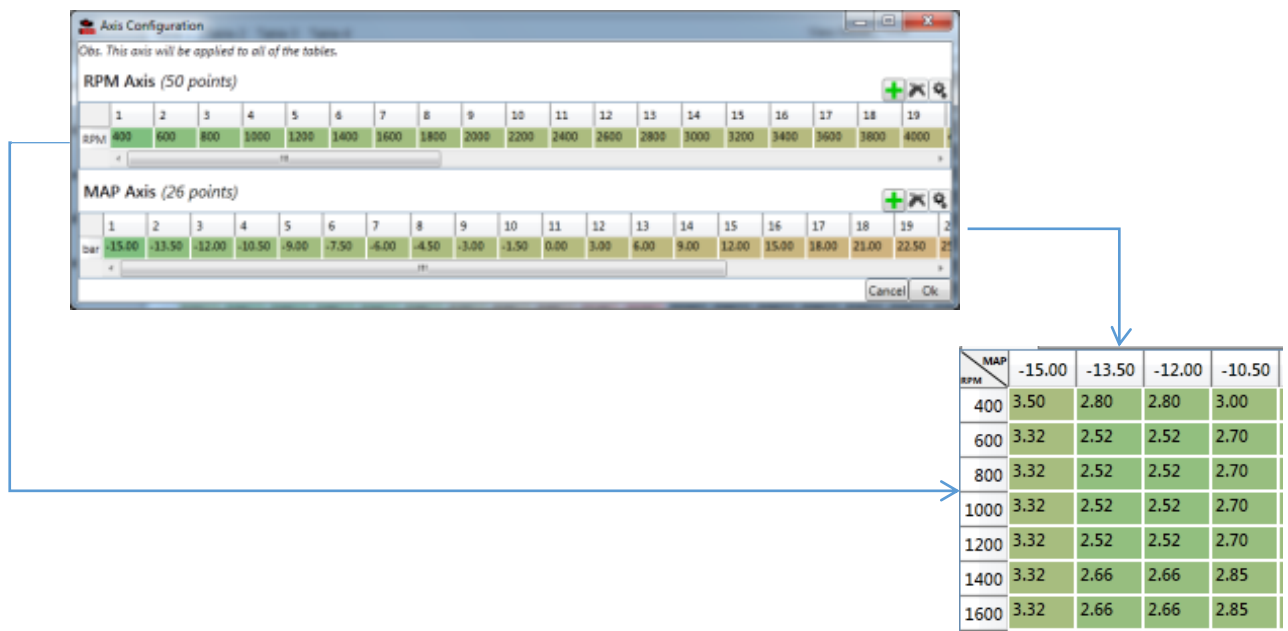 Axis Configuration
Obs. This axis will be applied to all of the tables.
RPM Axis (50 points)
1 2 3 4 5 6 7 8 9 10 11 12 13 14 15 16 17 18 19
RPM 400 600 800 1000 1200 1400 1600 1800 2000 2200 2400 2600 2800 3000 3200 3400 3600 3800 4000
MAP Axis (26 points)
1 2 3 4 5 6 7 8 9 10 11 12 13 14 15 16 17 18 19 2
bar -15.00 -13.50 -12.00 -10.50 -9.00 -7.50 -6.00 -4.50 -3.00 -1.50 0.00 3.00 6.00 9.00 12.00 15.00 18.00 21.00 22.50
Cancel Ok
MAP
RPM -15.00 -13.50 -12.00 -10.50
400 3.50 2.80 2.80 3.00
600 3.32 2.52 2.52 2.70
800 3.32 2.52 2.52 2.70
1000 3.32 2.52 2.52 2.70
1200 3.32 2.52 2.52 2.70
1400 3.32 2.66 2.66 2.85
1600 3.32 2.66 2.66 2.85